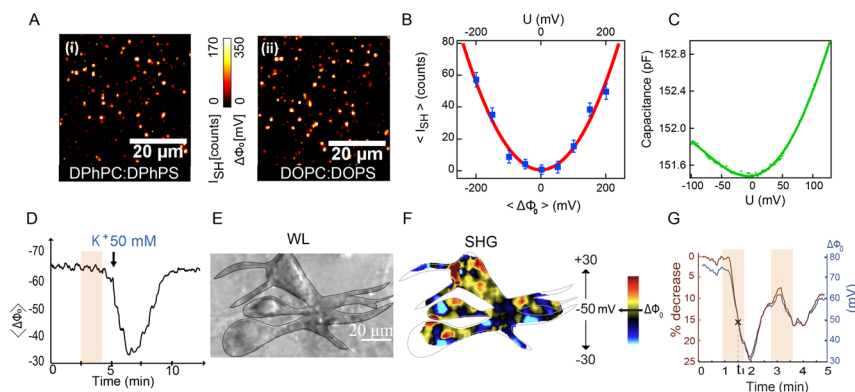 A
(i)
20 µm
DPhPC:DPhPS
170
350
I_SH [counts]
ΔΦ₀ [mV]
0
0
(ii)
20 µm
DOPC:DOPS
B
U (mV)
-200 0 200
80
60
40
20
0
< I_SH > (counts)
-200 -100 0 100 200
< ΔΦ₀ > (mV)
C
Capacitance (pF)
152.8
152.4
152.0
151.6
-100 -50 0 50 100
U (mV)
D
K⁺50 mM
-70
-60
-50
-40
-30
⟨ΔΦ₀⟩
0 5 10
Time (min)
E
WL
20 µm
F
SHG
+30
-50 mV
-30
ΔΦ₀
G
ΔΦ₀
0
5
10
15
20
25
% decrease
80
70
60
50
40
30
mV
0 1 t₁ 2 3 4 5
Time (min)